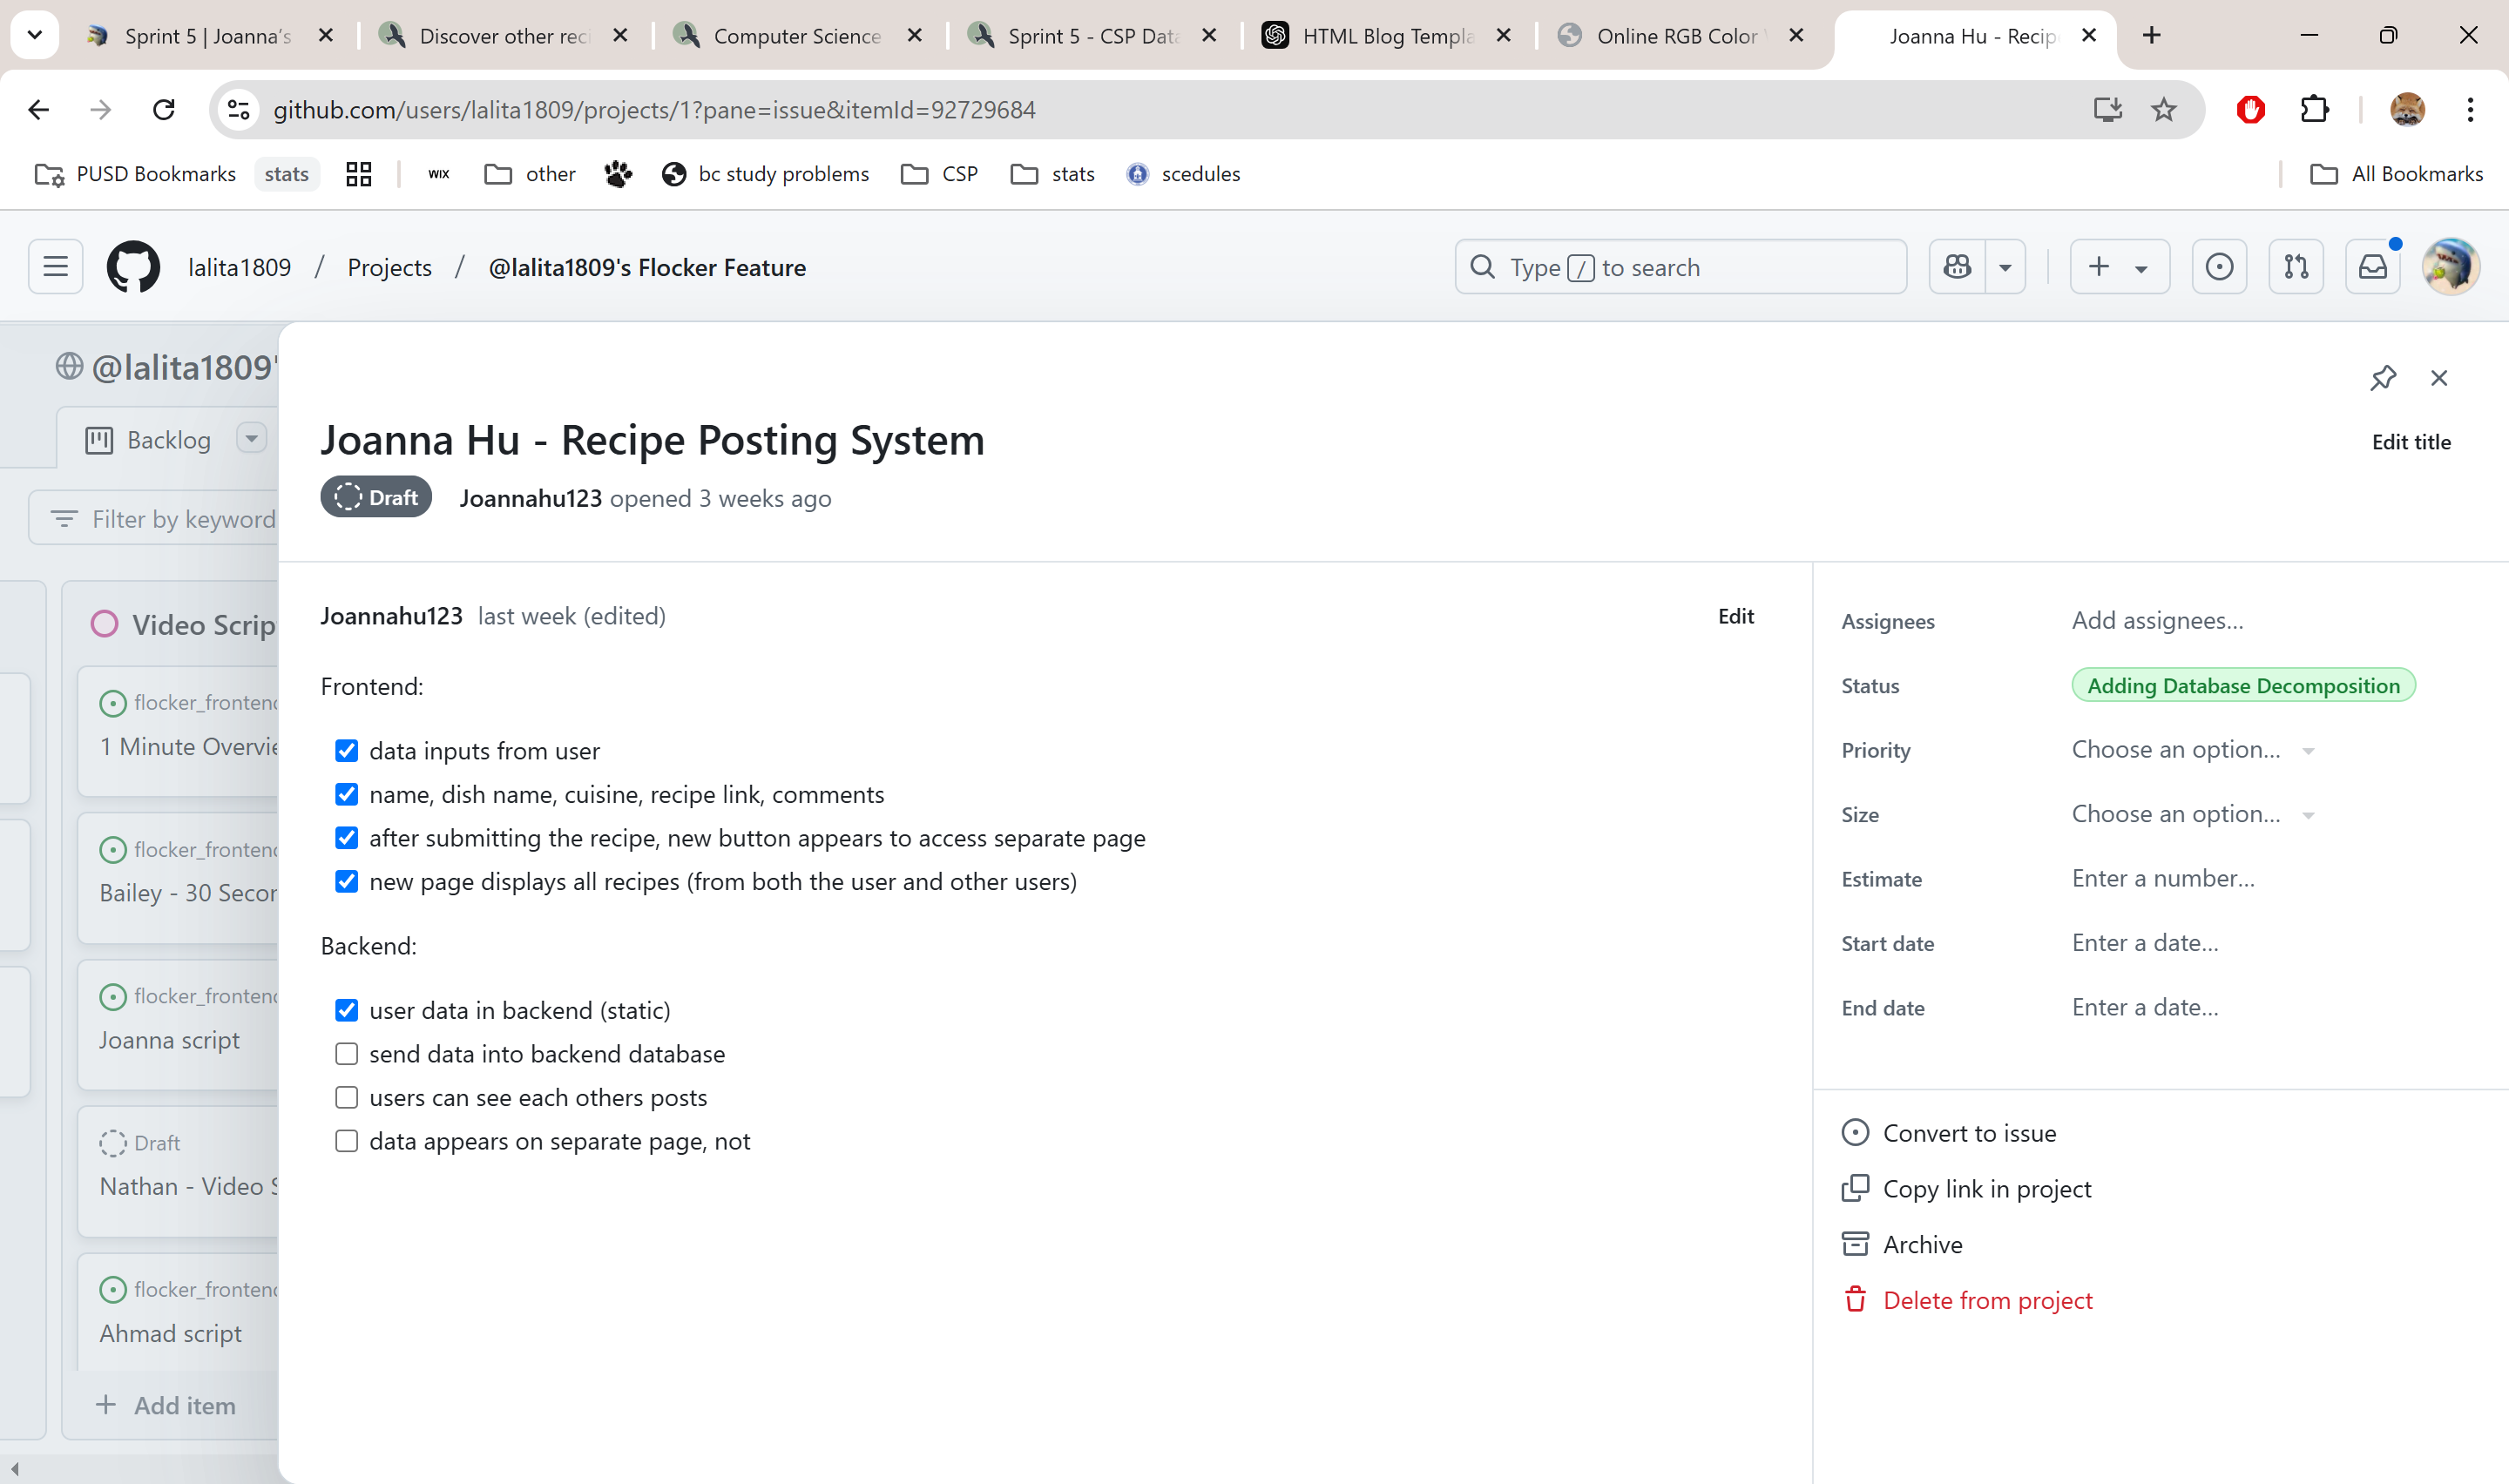 Sprint 5 | Joanna's
Discover other reci
Computer Science
Sprint 5 - CSP Data
HTML Blog Templa
Online RGB Color
Joanna Hu - Recip
github.com/users/lalita1809/projects/1?pane=issue&itemId=92729684
PUSD Bookmarks
stats
WIX
other
bc study problems
CSP
stats
scedules
All Bookmarks
lalita1809 / Projects / @lalita1809's Flocker Feature
Type / to search
@lalita1809'
Backlog
Filter by keyword
Video Scrip
flocker_frontend
1 Minute Overvie
flocker_frontend
Bailey - 30 Secon
flocker_frontend
Joanna script
Draft
Nathan - Video S
flocker_frontend
Ahmad script
Add item
Joanna Hu - Recipe Posting System
Edit title
Draft
Joannahu123 opened 3 weeks ago
Joannahu123 last week (edited)
Edit
Frontend:
data inputs from user
name, dish name, cuisine, recipe link, comments
after submitting the recipe, new button appears to access separate page
new page displays all recipes (from both the user and other users)
Backend:
user data in backend (static)
send data into backend database
users can see each others posts
data appears on separate page, not
Assignees Add assignees...
Status Adding Database Decomposition
Priority Choose an option...
Size Choose an option...
Estimate Enter a number...
Start date Enter a date...
End date Enter a date...
Convert to issue
Copy link in project
Archive
Delete from project